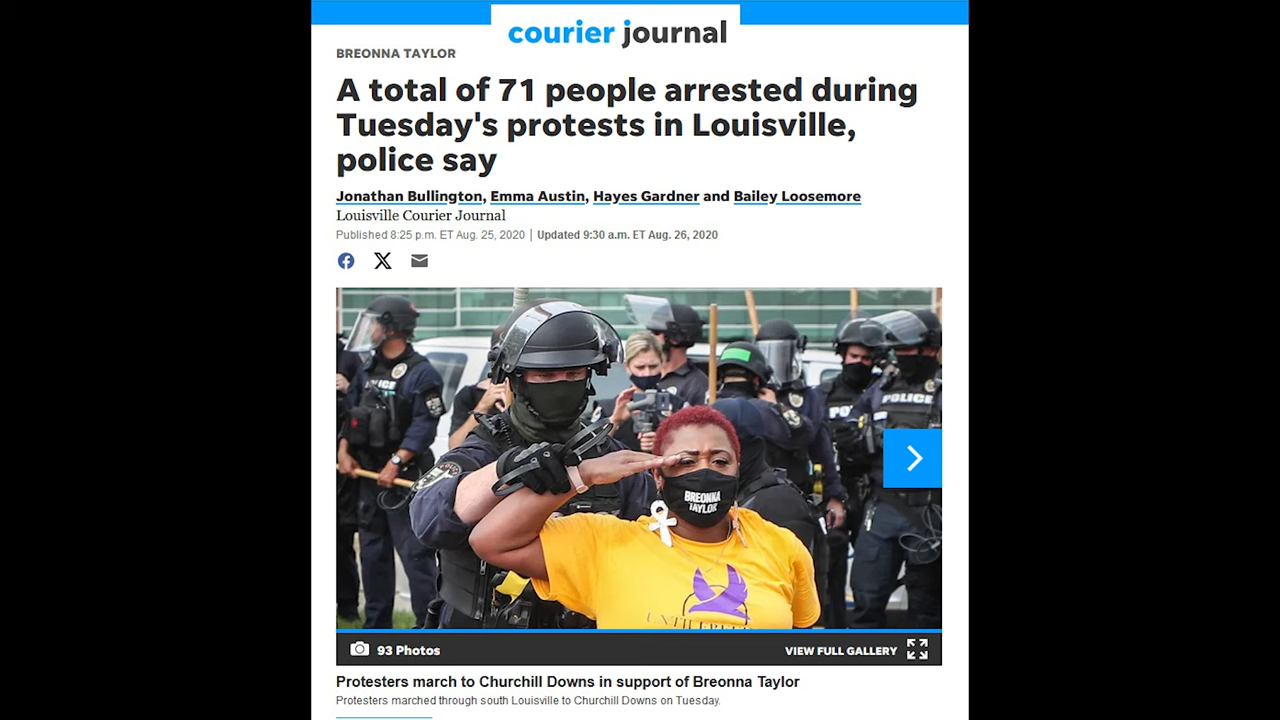 courier journal
BREONNA TAYLOR
A total of 71 people arrested during
Tuesday's protests in Louisville,
police say
Jonathan Bullington, Emma Austin, Hayes Gardner and Bailey Loosemore
Louisville Courier Journal
Published 8:25 p.m. ET Aug. 25, 2020 | Updated 9:30 a.m. ET Aug. 26, 2020
POLICE
PO
POLICE
BREONNA
TAYLOR
93 Photos
VIEW FULL GALLERY
Protesters march to Churchill Downs in support of Breonna Taylor
Protesters marched through south Louisville to Churchill Downs on Tuesday.